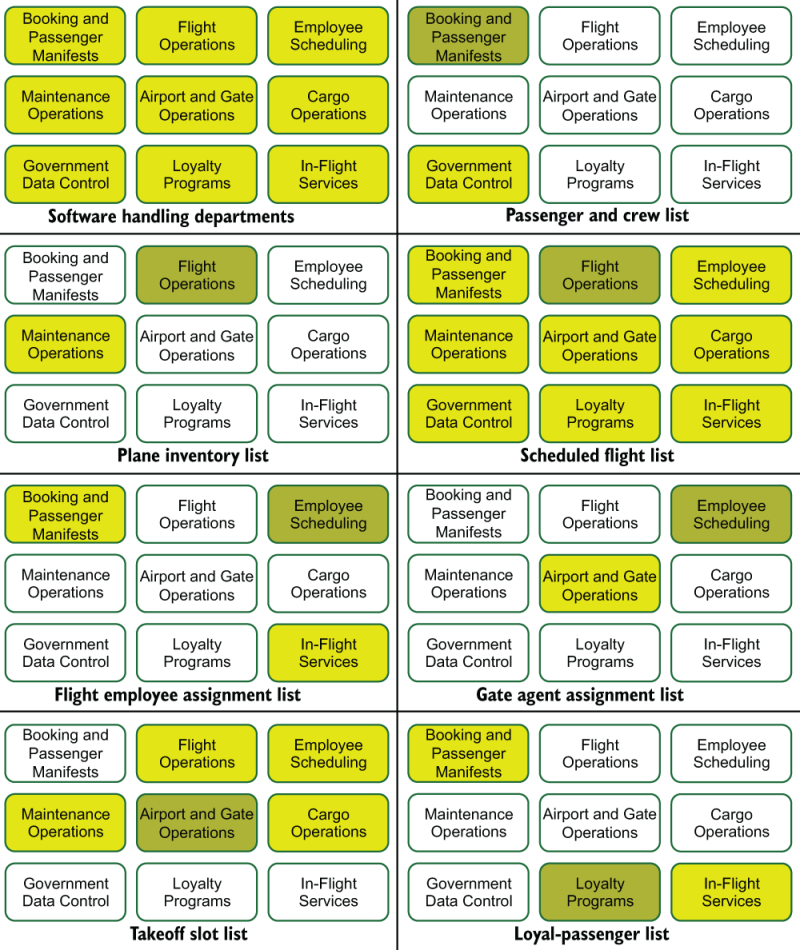 Booking and
Passenger
Manifests
Flight
Operations
Employee
Scheduling
Maintenance
Operations
Airport and Gate
Operations
Cargo
Operations
Government
Data Control
Loyalty
Programs
In-Flight
Services
Software handling departments
Booking and
Passenger
Manifests
Flight
Operations
Employee
Scheduling
Maintenance
Operations
Airport and Gate
Operations
Cargo
Operations
Government
Data Control
Loyalty
Programs
In-Flight
Services
Passenger and crew list
Booking and
Passenger
Manifests
Flight
Operations
Employee
Scheduling
Maintenance
Operations
Airport and Gate
Operations
Cargo
Operations
Government
Data Control
Loyalty
Programs
In-Flight
Services
Plane inventory list
Booking and
Passenger
Manifests
Flight
Operations
Employee
Scheduling
Maintenance
Operations
Airport and Gate
Operations
Cargo
Operations
Government
Data Control
Loyalty
Programs
In-Flight
Services
Scheduled flight list
Booking and
Passenger
Manifests
Flight
Operations
Employee
Scheduling
Maintenance
Operations
Airport and Gate
Operations
Cargo
Operations
Government
Data Control
Loyalty
Programs
In-Flight
Services
Flight employee assignment list
Booking and
Passenger
Manifests
Flight
Operations
Employee
Scheduling
Maintenance
Operations
Airport and Gate
Operations
Cargo
Operations
Government
Data Control
Loyalty
Programs
In-Flight
Services
Gate agent assignment list
Booking and
Passenger
Manifests
Flight
Operations
Employee
Scheduling
Maintenance
Operations
Airport and Gate
Operations
Cargo
Operations
Government
Data Control
Loyalty
Programs
In-Flight
Services
Takeoff slot list
Booking and
Passenger
Manifests
Flight
Operations
Employee
Scheduling
Maintenance
Operations
Airport and Gate
Operations
Cargo
Operations
Government
Data Control
Loyalty
Programs
In-Flight
Services
Loyal-passenger list